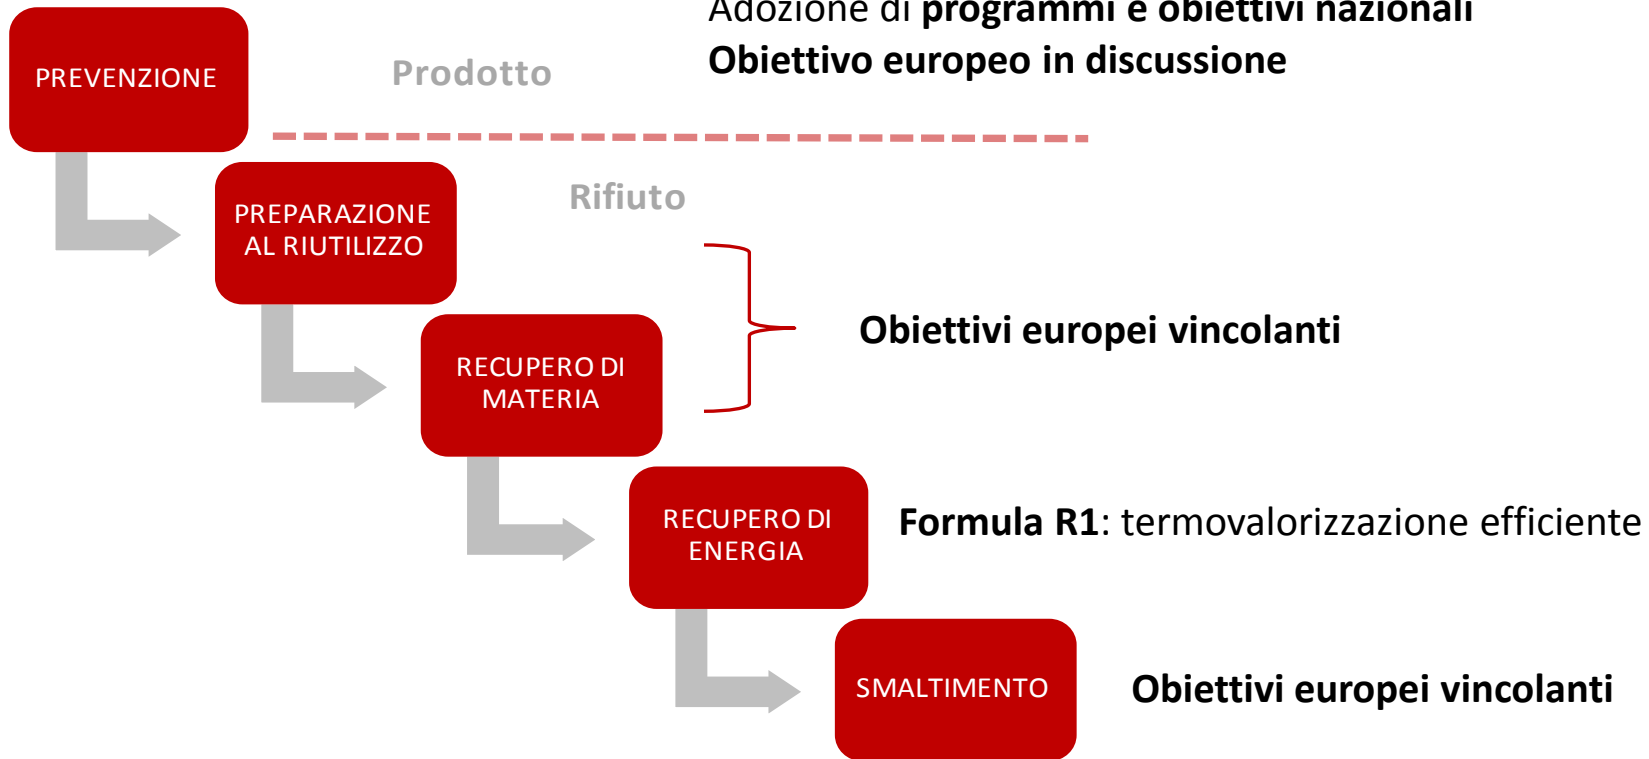 Adozione di programmi e obiettivi nazionali
PREVENZIONE
Prodotto
Obiettivo europeo in discussione
Rifiuto
PREPARAZIONE
AL RIUTILIZZO
Obiettivi europei vincolanti
RECUPERO DI
MATERIA
RECUPERO DI
ENERGIA
Formula R1: termovalorizzazione efficiente
SMALTIMENTO
Obiettivi europei vincolanti